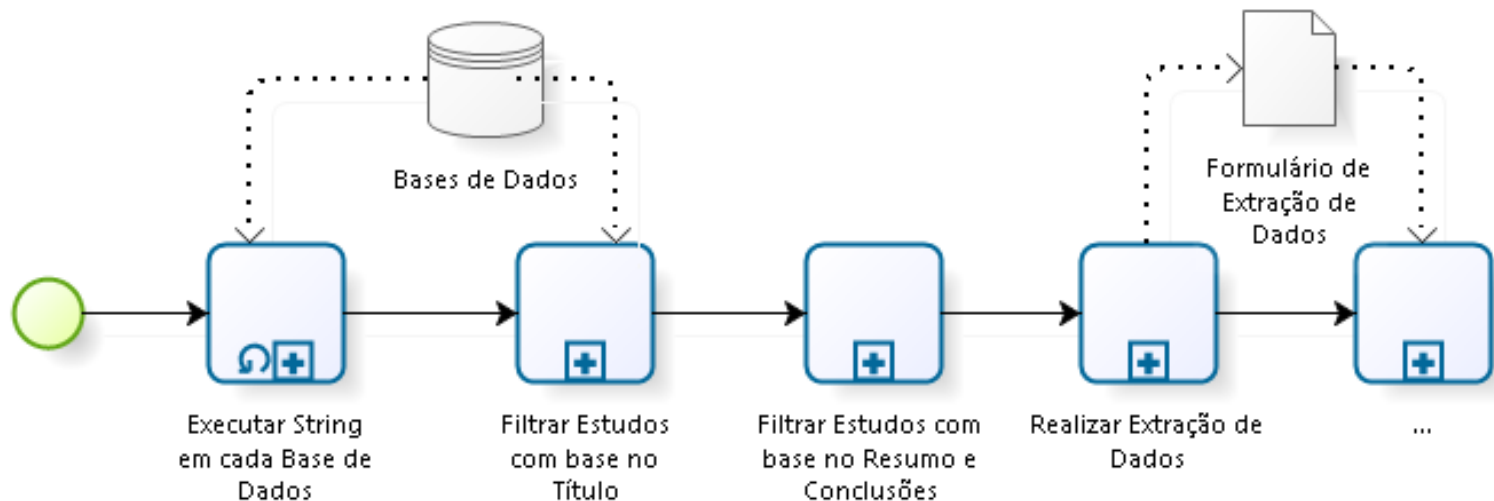 Bases de Dados
Formulário de
Extração de
Dados
Executar String
em cada Base de
Dados
Filtrar Estudos
com base no
Título
Filtrar Estudos com
base no Resumo e
Conclusões
Realizar Extração de
Dados
...